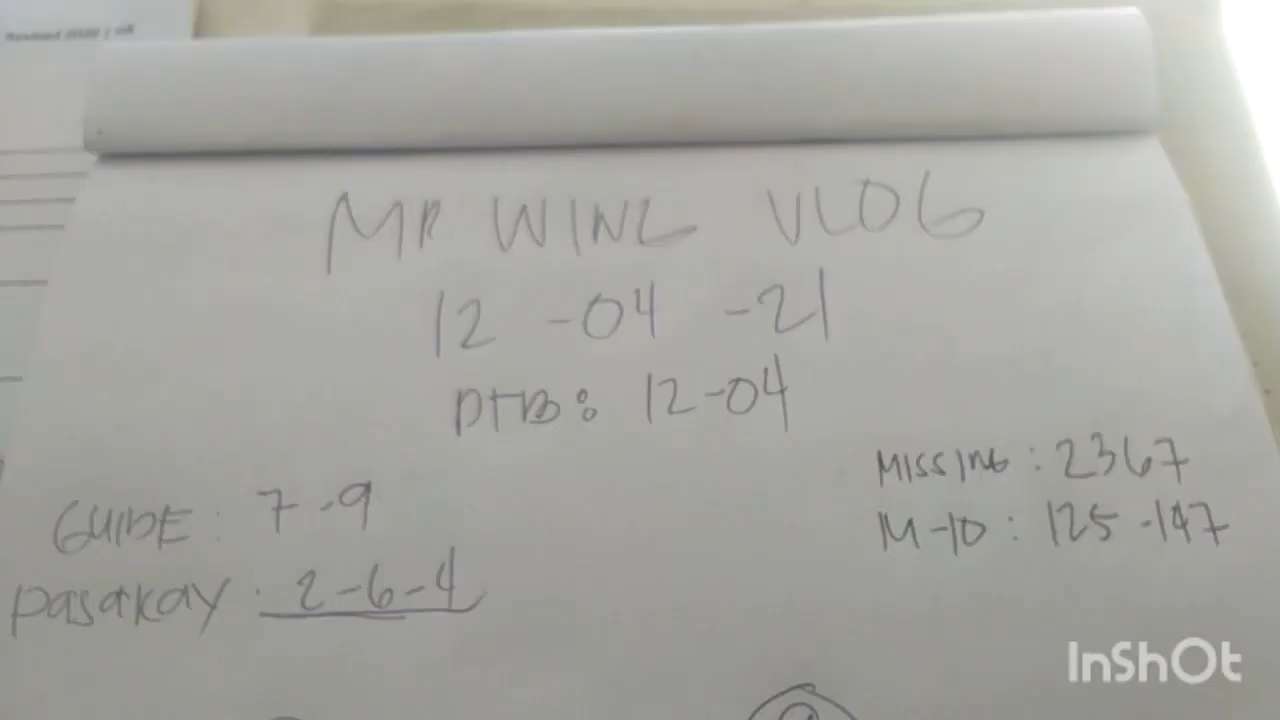 MR WINL VLOG
12 -04 -21
DTB: 12-04
MISSING: 2367
M-10: 125-147
GUIDE: 7-9
Pasakay: 2-6-4
InShOt